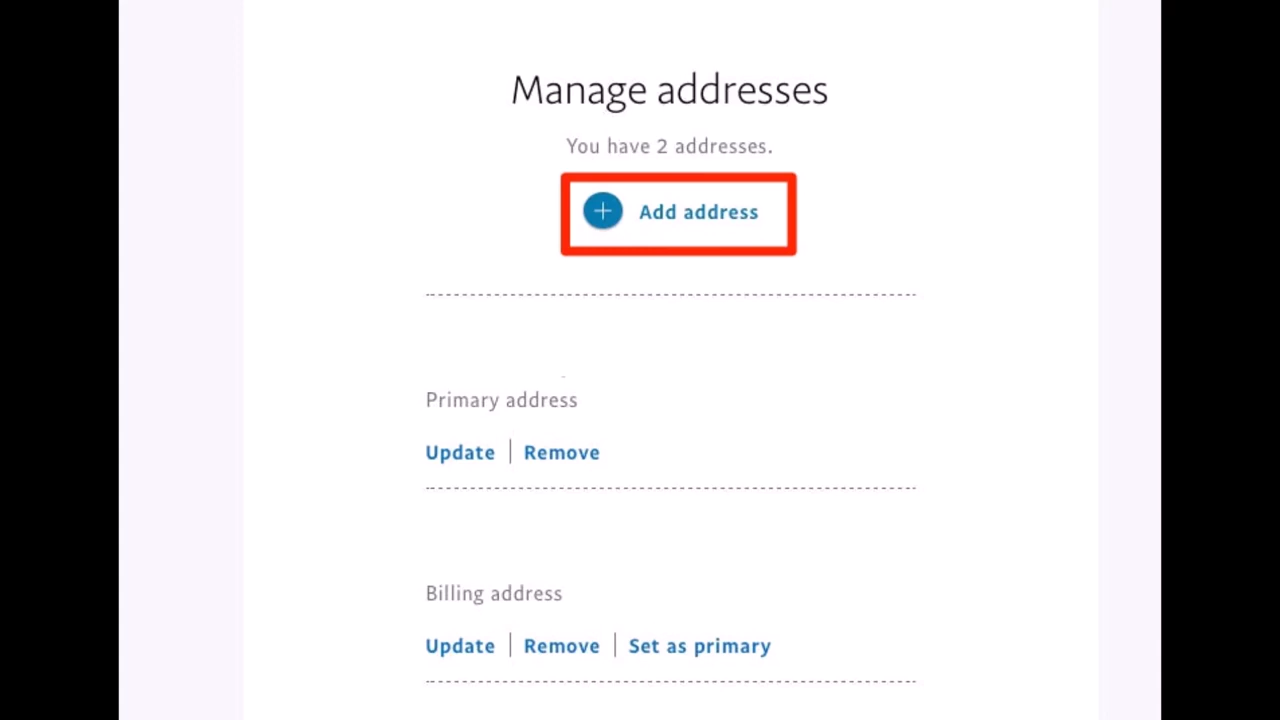 Manage addresses
You have 2 addresses.
+ Add address
Primary address
Update | Remove
Billing address
Update | Remove | Set as primary